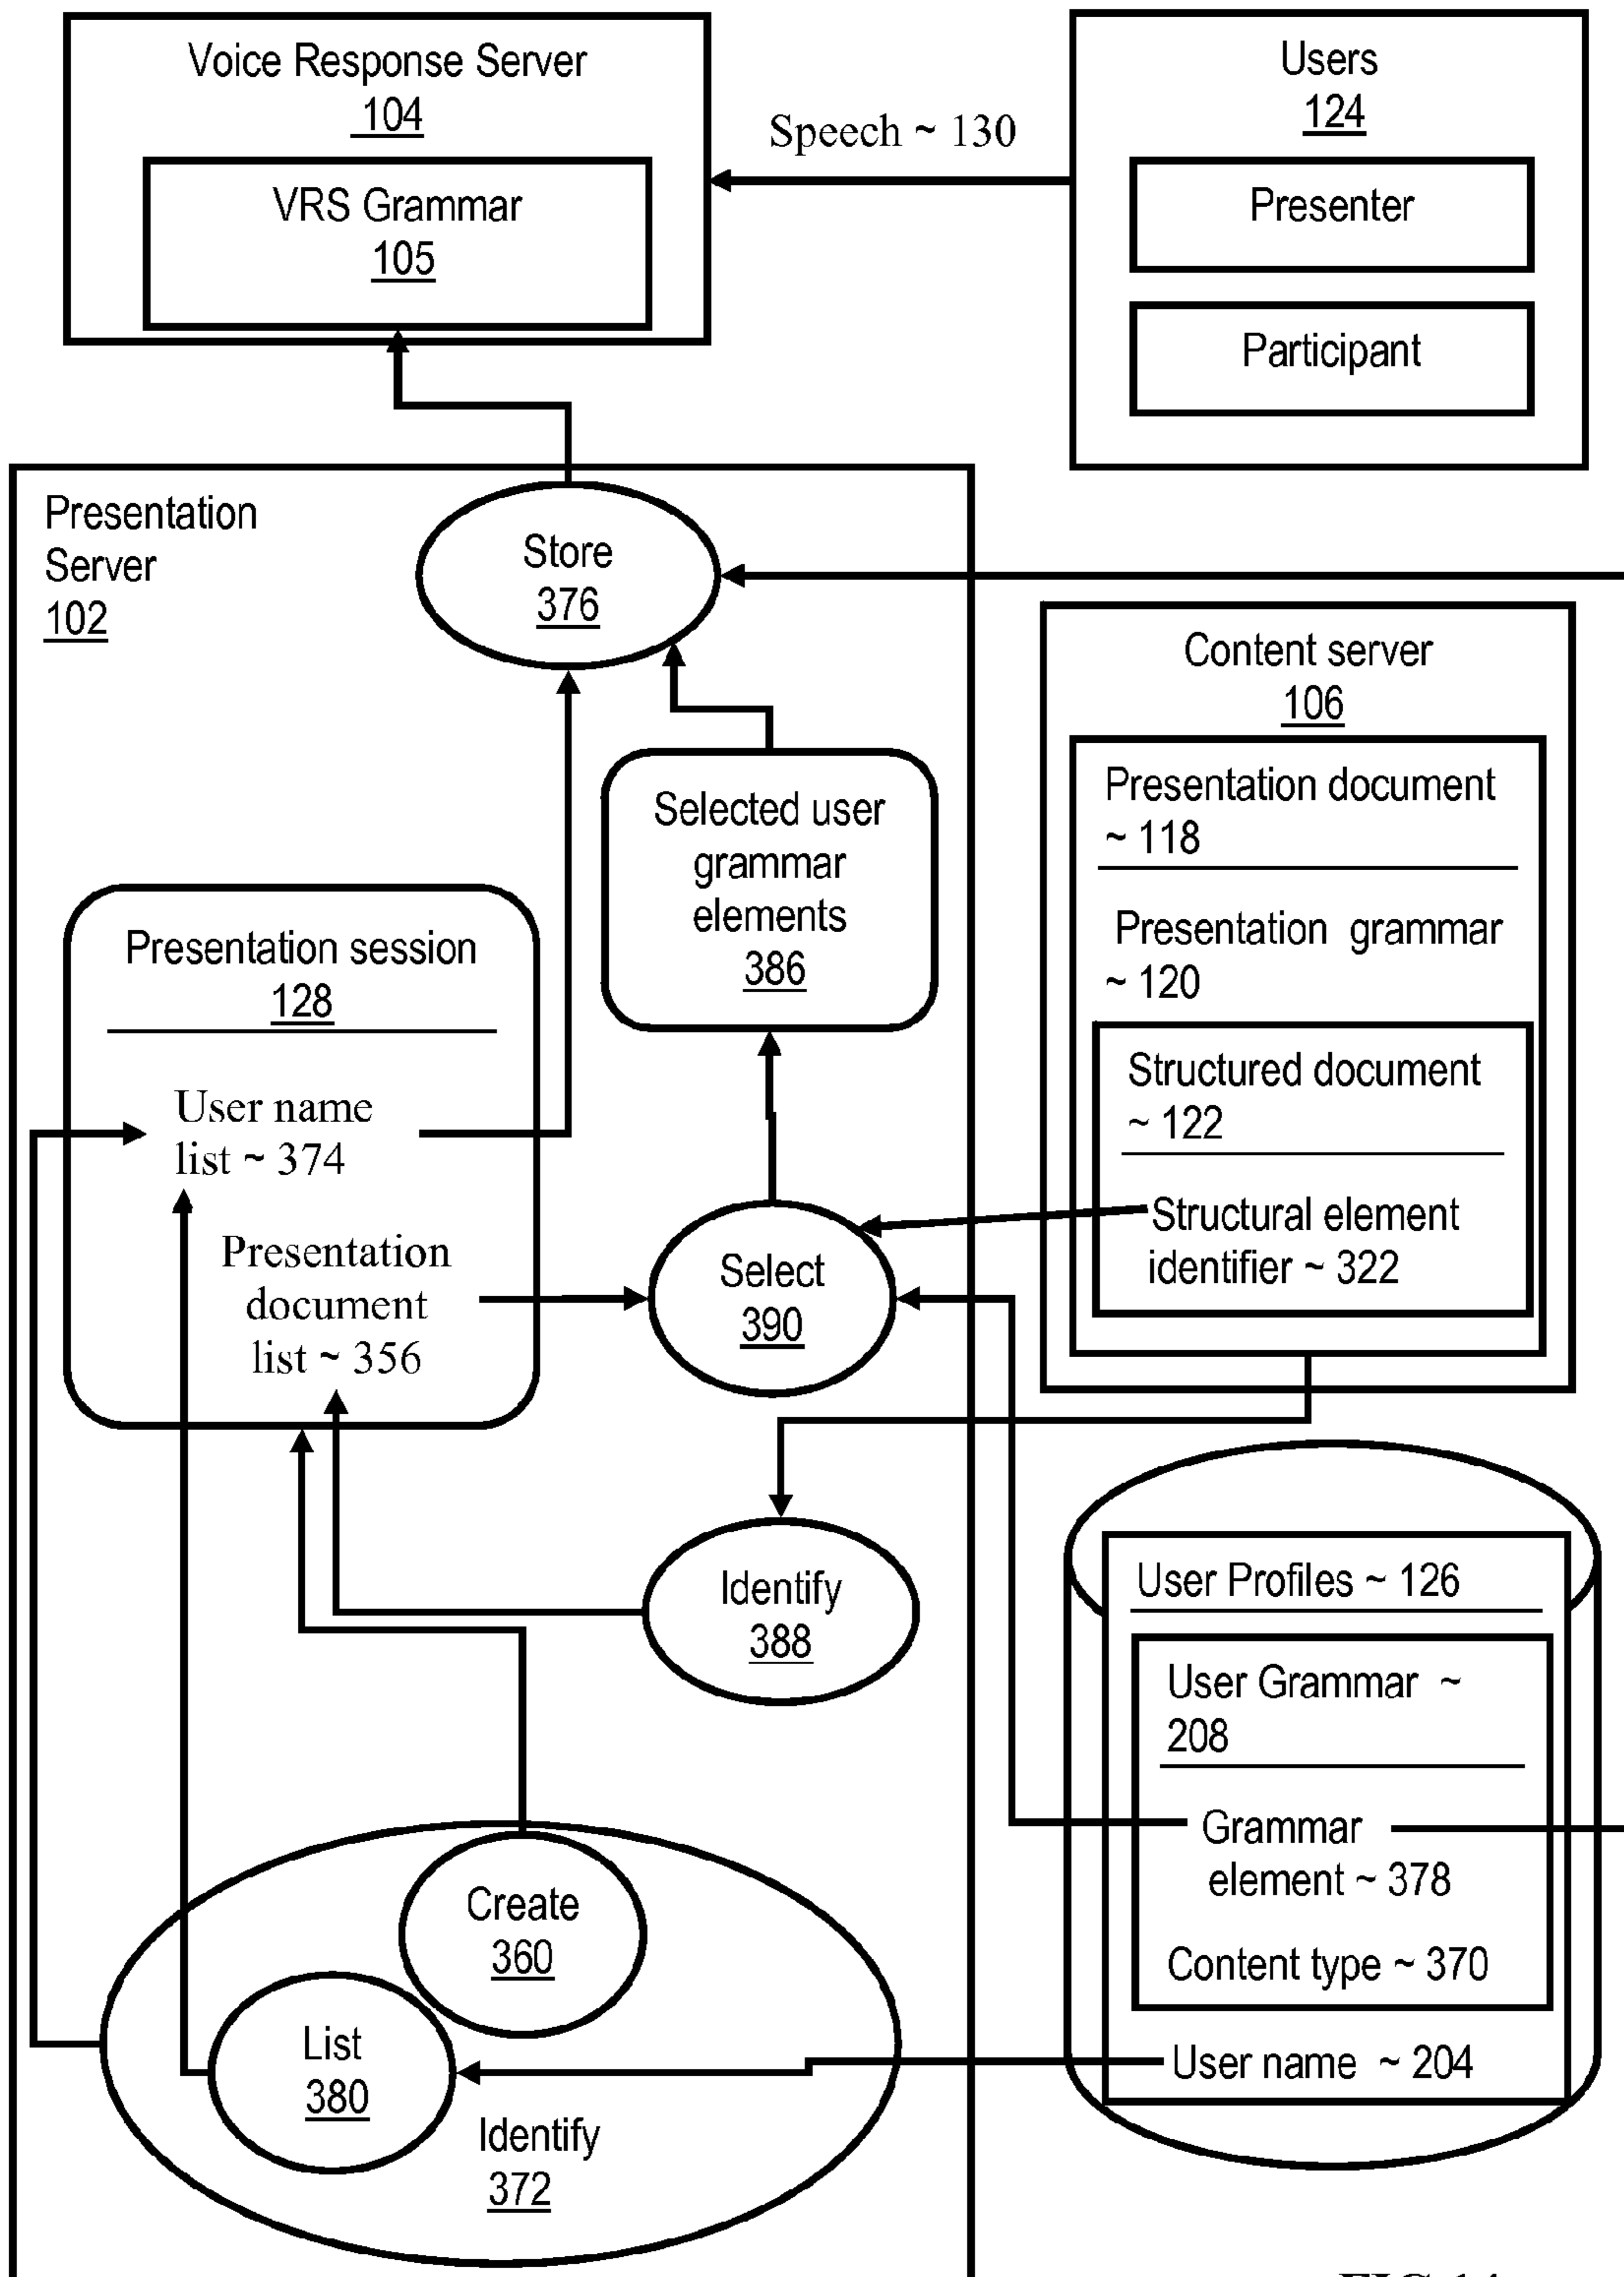 Voice Response Server
104
VRS Grammar
105
Speech ~ 130
Users
124
Presenter
Participant
Presentation
Server
102
Store
376
Content server
106
Presentation document
~ 118
Presentation grammar
~ 120
Structured document
~ 122
Structural element
identifier ~ 322
Selected user
grammar
elements
386
Presentation session
128
User name
list ~ 374
Presentation
document
list ~ 356
Select
390
Identify
388
User Profiles ~ 126
User Grammar ~
208
Grammar
element ~ 378
Content type ~ 370
User name ~ 204
Create
360
List
380
Identify
372